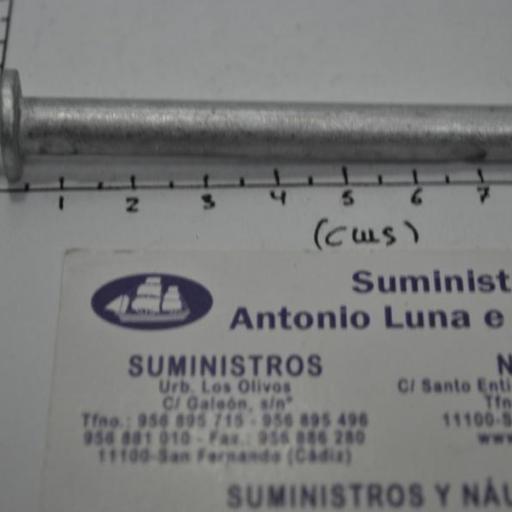 1 2 3 4 5 6 7
(cms)
Suminist
Antonio Luna e
SUMINISTROS
Urb. Los Olivos
C/ Galeón, s/nº
Tfno.: 956 895 715 - 956 895 496
956 881 010 - Fax.: 956 886 280
11100-San Fernando (Cádiz)
N
C/ Santo Enti
Tfn
11100-S
www
SUMINISTROS Y NÁU